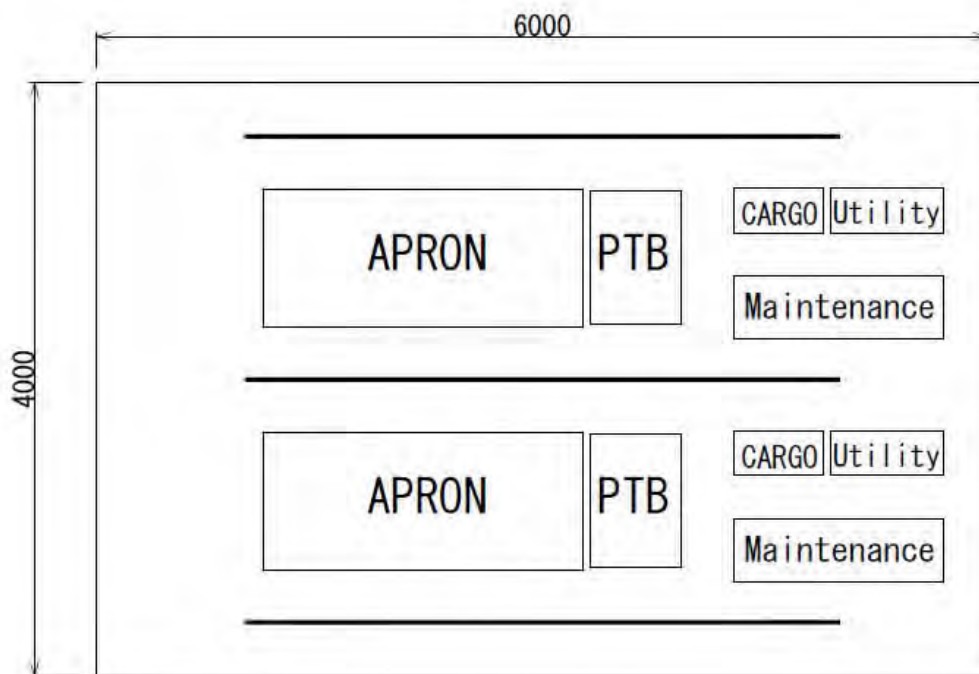 6000
4000
APRON
PTB
CARGO
Utility
Maintenance
APRON
PTB
CARGO
Utility
Maintenance